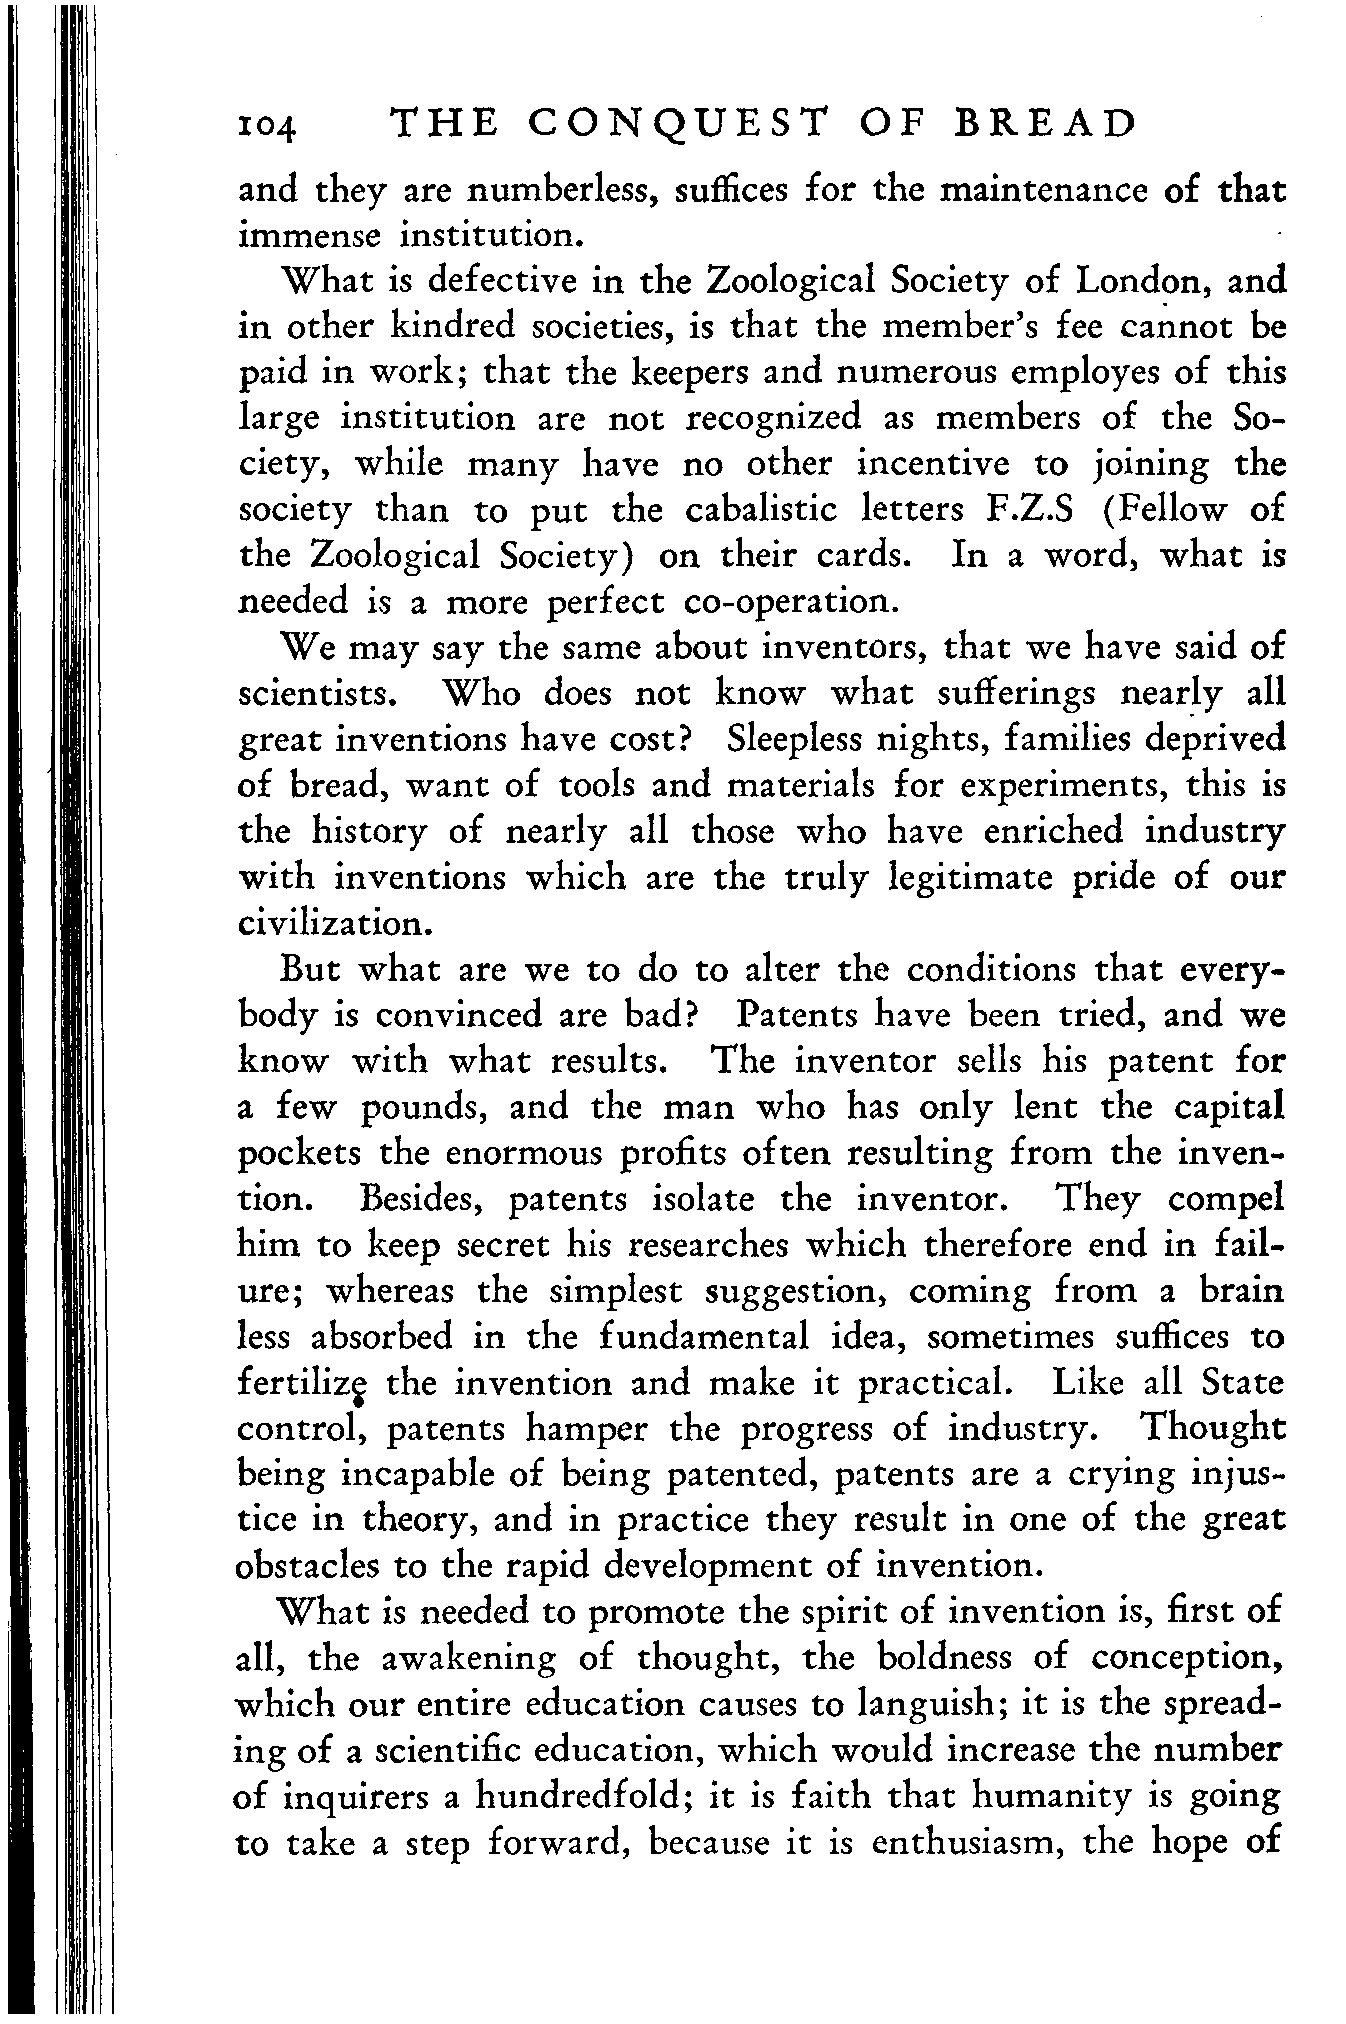 104 THE CONQUEST OF BREAD
and they are numberless, suffices for the maintenance of that
immense institution.
What is defective in the Zoological Society of London, and
in other kindred societies, is that the member's fee cannot be
paid in work; that the keepers and numerous employes of this
large institution are not recognized as members of the So-
ciety, while many have no other incentive to joining the
society than to put the cabalistic letters F.Z.S (Fellow of
the Zoological Society) on their cards. In a word, what is
needed is a more perfect co-operation.
We may say the same about inventors, that we have said of
scientists. Who does not know what sufferings nearly all
great inventions have cost? Sleepless nights, families deprived
of bread, want of tools and materials for experiments, this is
the history of nearly all those who have enriched industry
with inventions which are the truly legitimate pride of our
civilization.
But what are we to do to alter the conditions that every-
body is convinced are bad? Patents have been tried, and we
know with what results. The inventor sells his patent for
a few pounds, and the man who has only lent the capital
pockets the enormous profits often resulting from the inven-
tion. Besides, patents isolate the inventor. They compel
him to keep secret his researches which therefore end in fail-
ure; whereas the simplest suggestion, coming from a brain
less absorbed in the fundamental idea, sometimes suffices to
fertilize the invention and make it practical. Like all State
control, patents hamper the progress of industry. Thought
being incapable of being patented, patents are a crying injus-
tice in theory, and in practice they result in one of the great
obstacles to the rapid development of invention.
What is needed to promote the spirit of invention is, first of
all, the awakening of thought, the boldness of conception,
which our entire education causes to languish; it is the spread-
ing of a scientific education, which would increase the number
of inquirers a hundredfold; it is faith that humanity is going
to take a step forward, because it is enthusiasm, the hope of